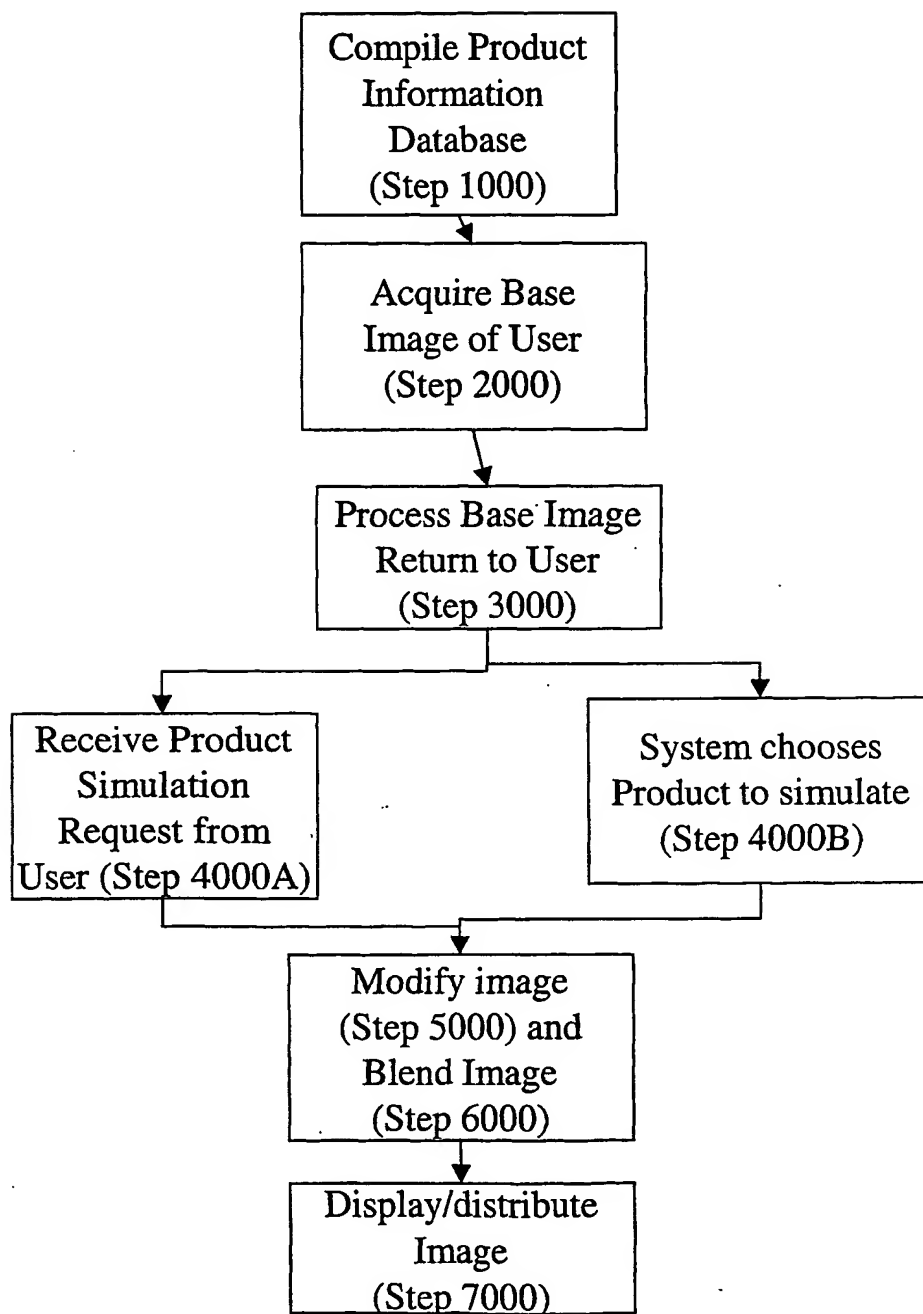 Compile Product
Information
Database
(Step 1000)
Acquire Base
Image of User
(Step 2000)
Process Base Image
Return to User
(Step 3000)
Receive Product
Simulation
Request from
User (Step 4000A)
System chooses
Product to simulate
(Step 4000B)
Modify image
(Step 5000) and
Blend Image
(Step 6000)
Display/distribute
Image
(Step 7000)